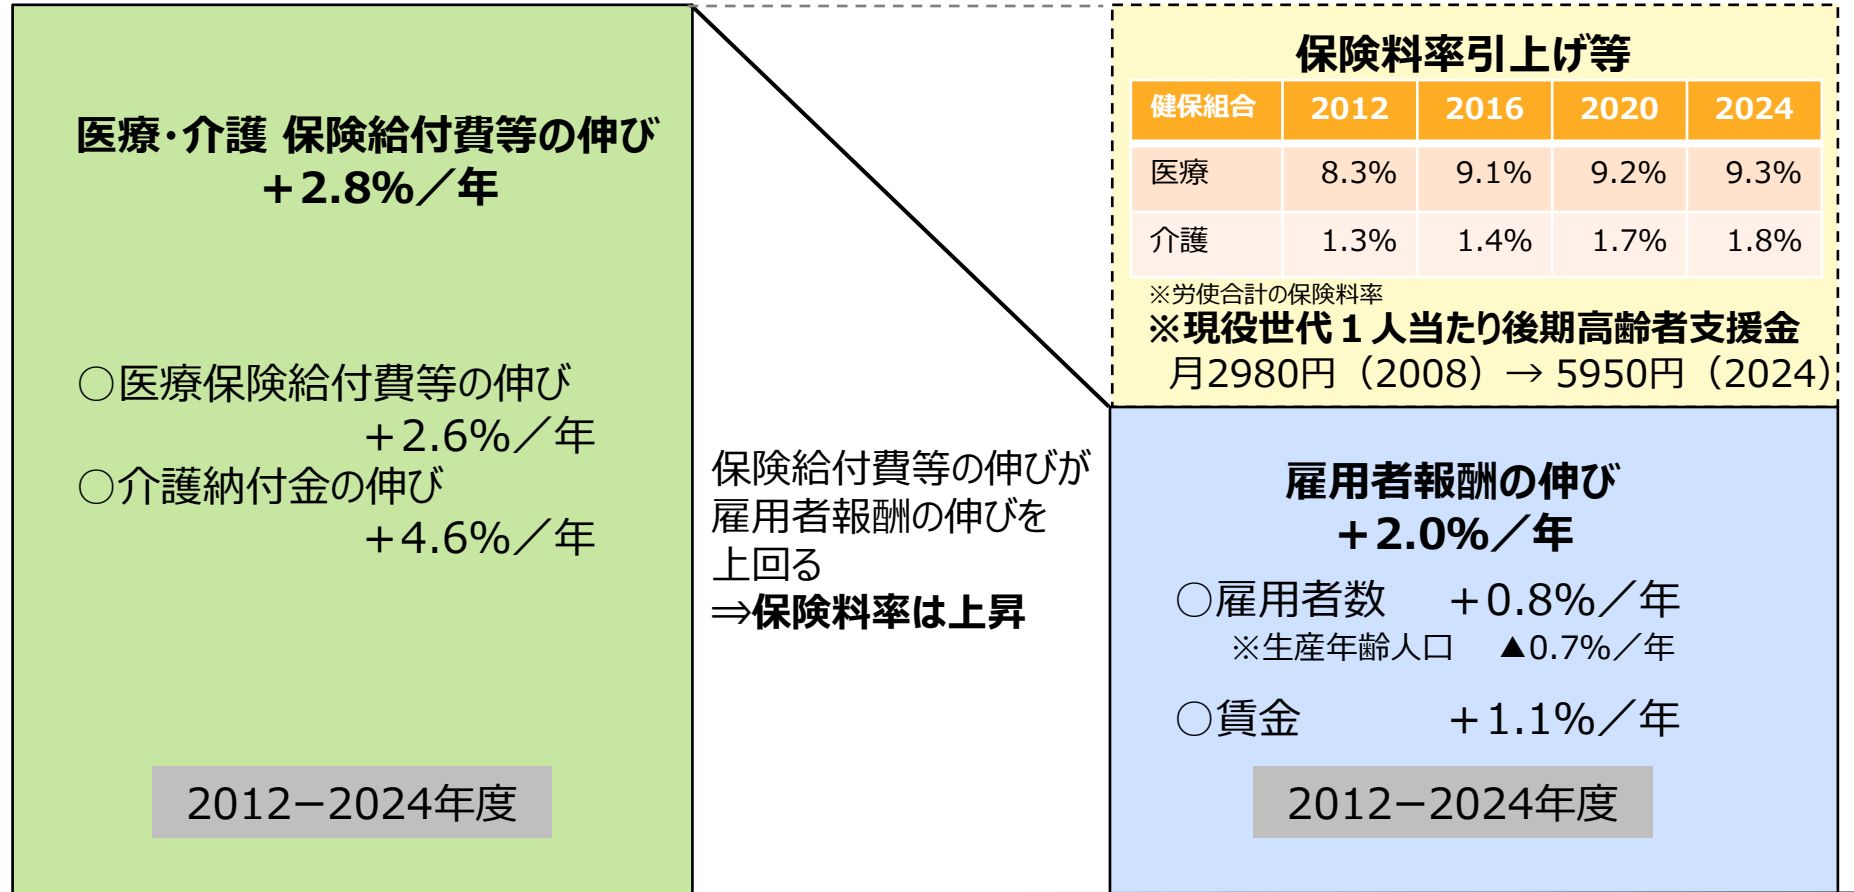 医療・介護 保険給付費等の伸び
＋2.8%／年
○医療保険給付費等の伸び
＋2.6%／年
○介護納付金の伸び
＋4.6%／年
2012－2024年度
保険給付費等の伸びが
雇用者報酬の伸びを
上回る
⇒保険料率は上昇
保険料率引上げ等
健保組合 2012 2016 2020 2024
医療 8.3% 9.1% 9.2% 9.3%
介護 1.3% 1.4% 1.7% 1.8%
※労使合計の保険料率
※現役世代１人当たり後期高齢者支援金
月2980円（2008）→ 5950円（2024）
雇用者報酬の伸び
＋2.0%／年
○雇用者数 ＋0.8%／年
※生産年齢人口 ▲0.7%／年
○賃金 ＋1.1%／年
2012－2024年度